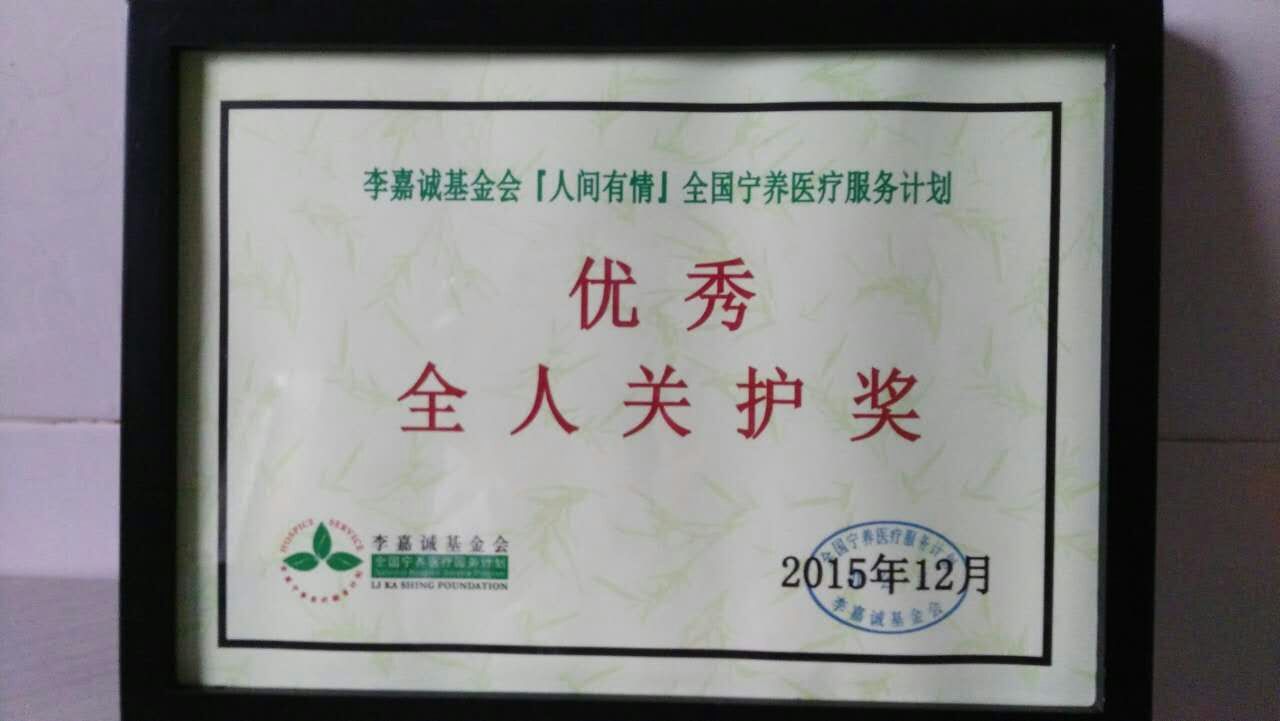 李嘉诚基金会『人间有情』全国宁养医疗服务计划
优秀
全人关护奖
HOSPICE SERVICE
李嘉诚基金会
全国宁养医疗服务计划
LI KA SHING FOUNDATION
全国宁养医疗服务计划
2015年12月
李嘉诚基金会